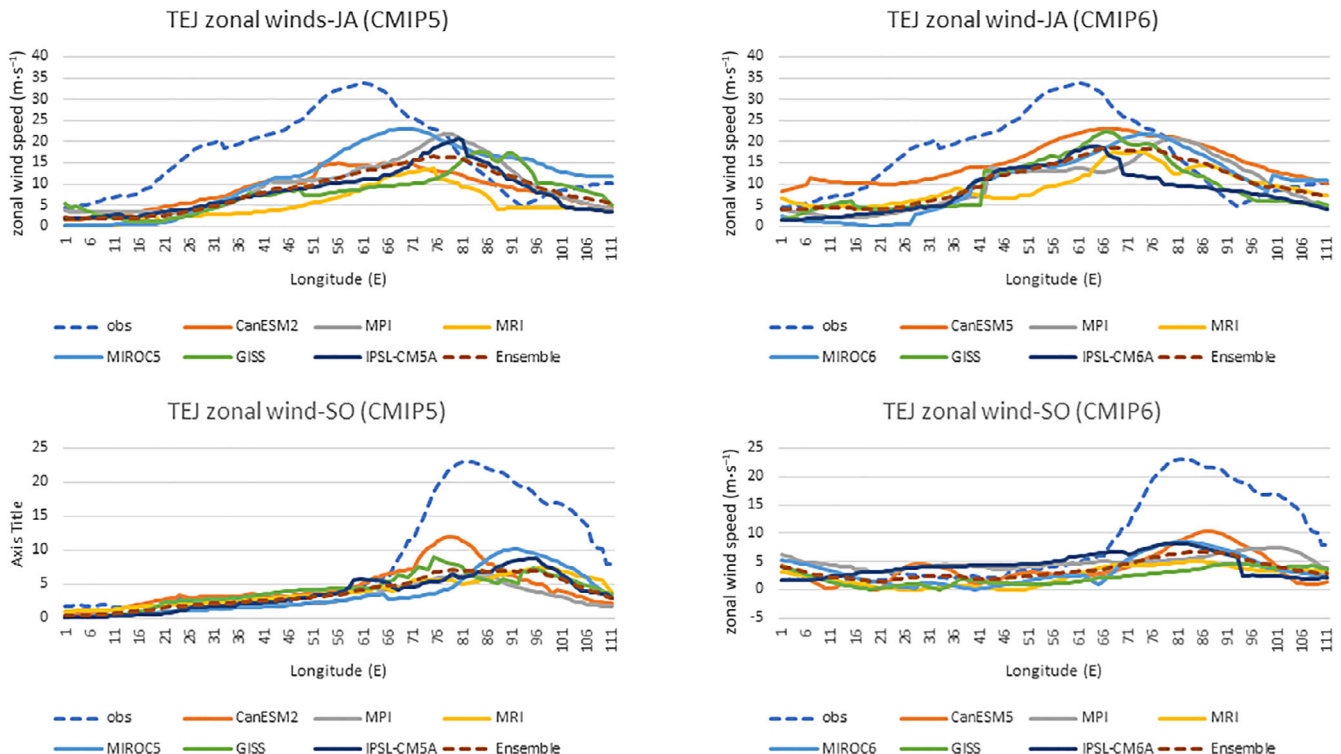 TEJ zonal winds-JA (CMIP5)
zonal wind speed (m·s⁻¹)
40
35
30
25
20
15
10
5
0
1 6 11 16 21 26 31 36 41 46 51 56 61 66 71 76 81 86 91 96 101 106 111
Longitude (E)
obs CanESM2 MPI MRI
MIROC5 GISS IPSL-CM5A Ensemble
TEJ zonal wind-JA (CMIP6)
zonal wind speed (m·s⁻¹)
40
35
30
25
20
15
10
5
0
1 6 11 16 21 26 31 36 41 46 51 56 61 66 71 76 81 86 91 96 101 106 111
Longitude (E)
obs CanESM5 MPI MRI
MIROC6 GISS IPSL-CM6A Ensemble
TEJ zonal wind-SO (CMIP5)
Axis Title
25
20
15
10
5
0
1 6 11 16 21 26 31 36 41 46 51 56 61 66 71 76 81 86 91 96 101 106 111
Longitude (E)
obs CanESM2 MPI MRI
MIROC5 GISS IPSL-CM5A Ensemble
TEJ zonal wind-SO (CMIP6)
zonal wind speed (m·s⁻¹)
25
20
15
10
5
0
-5
1 6 11 16 21 26 31 36 41 46 51 56 61 66 71 76 81 86 91 96 101 106 111
Longitude (E)
obs CanESM5 MPI MRI
MIROC6 GISS IPSL-CM6A Ensemble